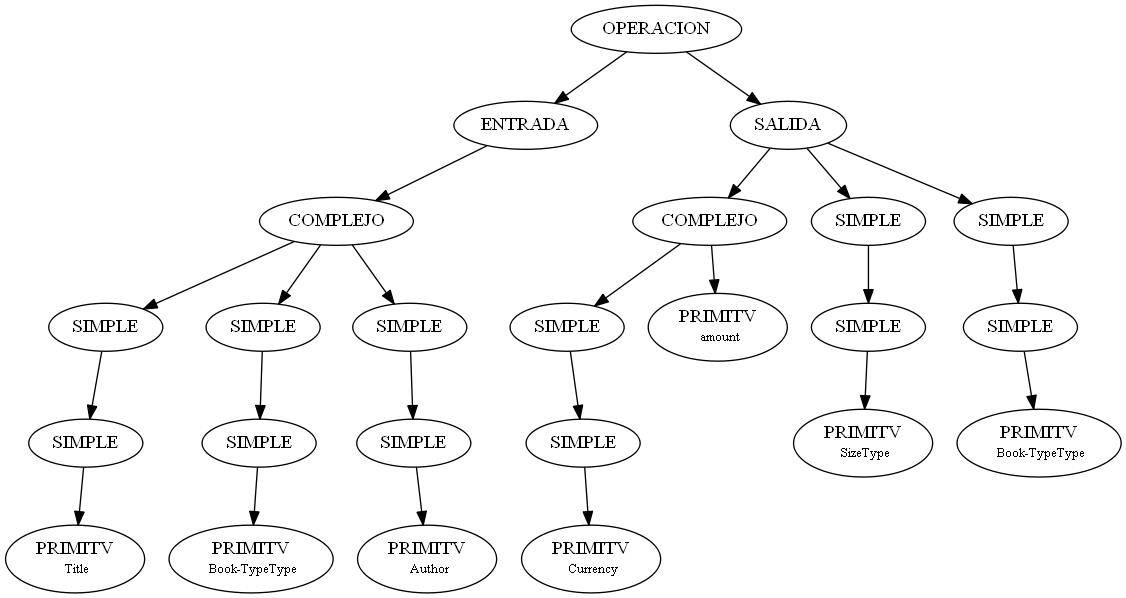 OPERACION
ENTRADA
SALIDA
COMPLEJO
COMPLEJO
SIMPLE
SIMPLE
SIMPLE
SIMPLE
SIMPLE
SIMPLE
PRIMITV
amount
SIMPLE
SIMPLE
SIMPLE
SIMPLE
SIMPLE
SIMPLE
PRIMITV
SizeType
PRIMITV
Book-TypeType
PRIMITV
Title
PRIMITV
Book-TypeType
PRIMITV
Author
PRIMITV
Currency